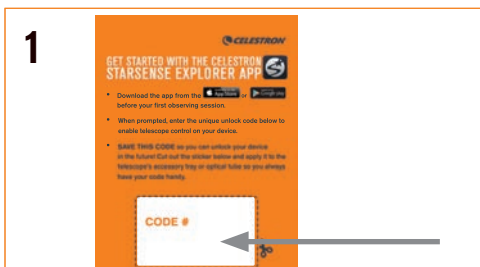 1
CELESTRON
GET STARTED WITH THE CELESTRON
STARSENSE EXPLORER APP
• Download the app from the App Store or Google Play
before your first observing session.
• When prompted, enter the unique unlock code below to
enable telescope control on your device.
• SAVE THIS CODE so you can unlock your device
in the future! Cut out the sticker below and apply it to the
telescope's accessory tray or optical tube so you always
have your code handy.
CODE #